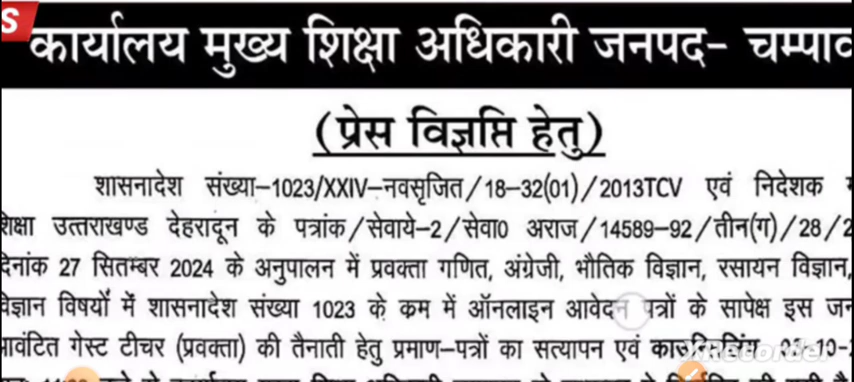 S
कार्यालय मुख्य शिक्षा अधिकारी जनपद- चम्पाव
(प्रेस विज्ञप्ति हेतु)
शासनादेश संख्या-1023/XXIV-नवसृजित/18-32(01)/2013TCV एवं निदेशक
शिक्षा उत्तराखण्ड देहरादून के पत्रांक/सेवाये-2/सेवा0 अराज/14589-92/तीन(ग)/28/2
दिनांक 27 सितम्बर 2024 के अनुपालन में प्रवक्ता गणित, अंग्रेजी, भौतिक विज्ञान, रसायन विज्ञान,
विज्ञान विषयों में शासनादेश संख्या 1023 के कम में ऑनलाइन आवेदन पत्रों के सापेक्ष इस जन
आवंटित गेस्ट टीचर (प्रवक्ता) की तैनाती हेतु प्रमाण-पत्रों का सत्यापन एवं
XRecorder